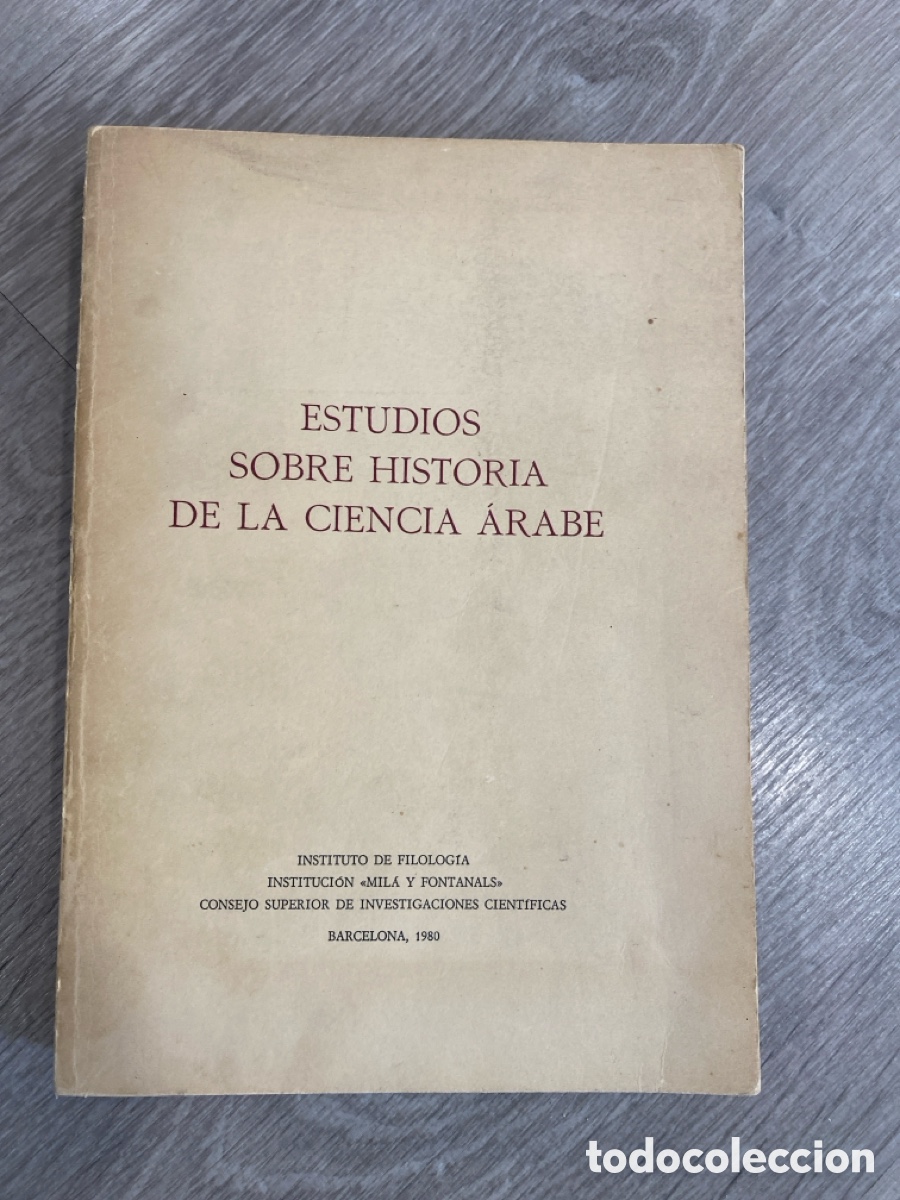 ESTUDIOS
SOBRE HISTORIA
DE LA CIENCIA ÁRABE
INSTITUTO DE FILOLOGÍA
INSTITUCIÓN «MILÁ Y FONTANALS»
CONSEJO SUPERIOR DE INVESTIGACIONES CIENTÍFICAS
BARCELONA, 1980
todocoleccion